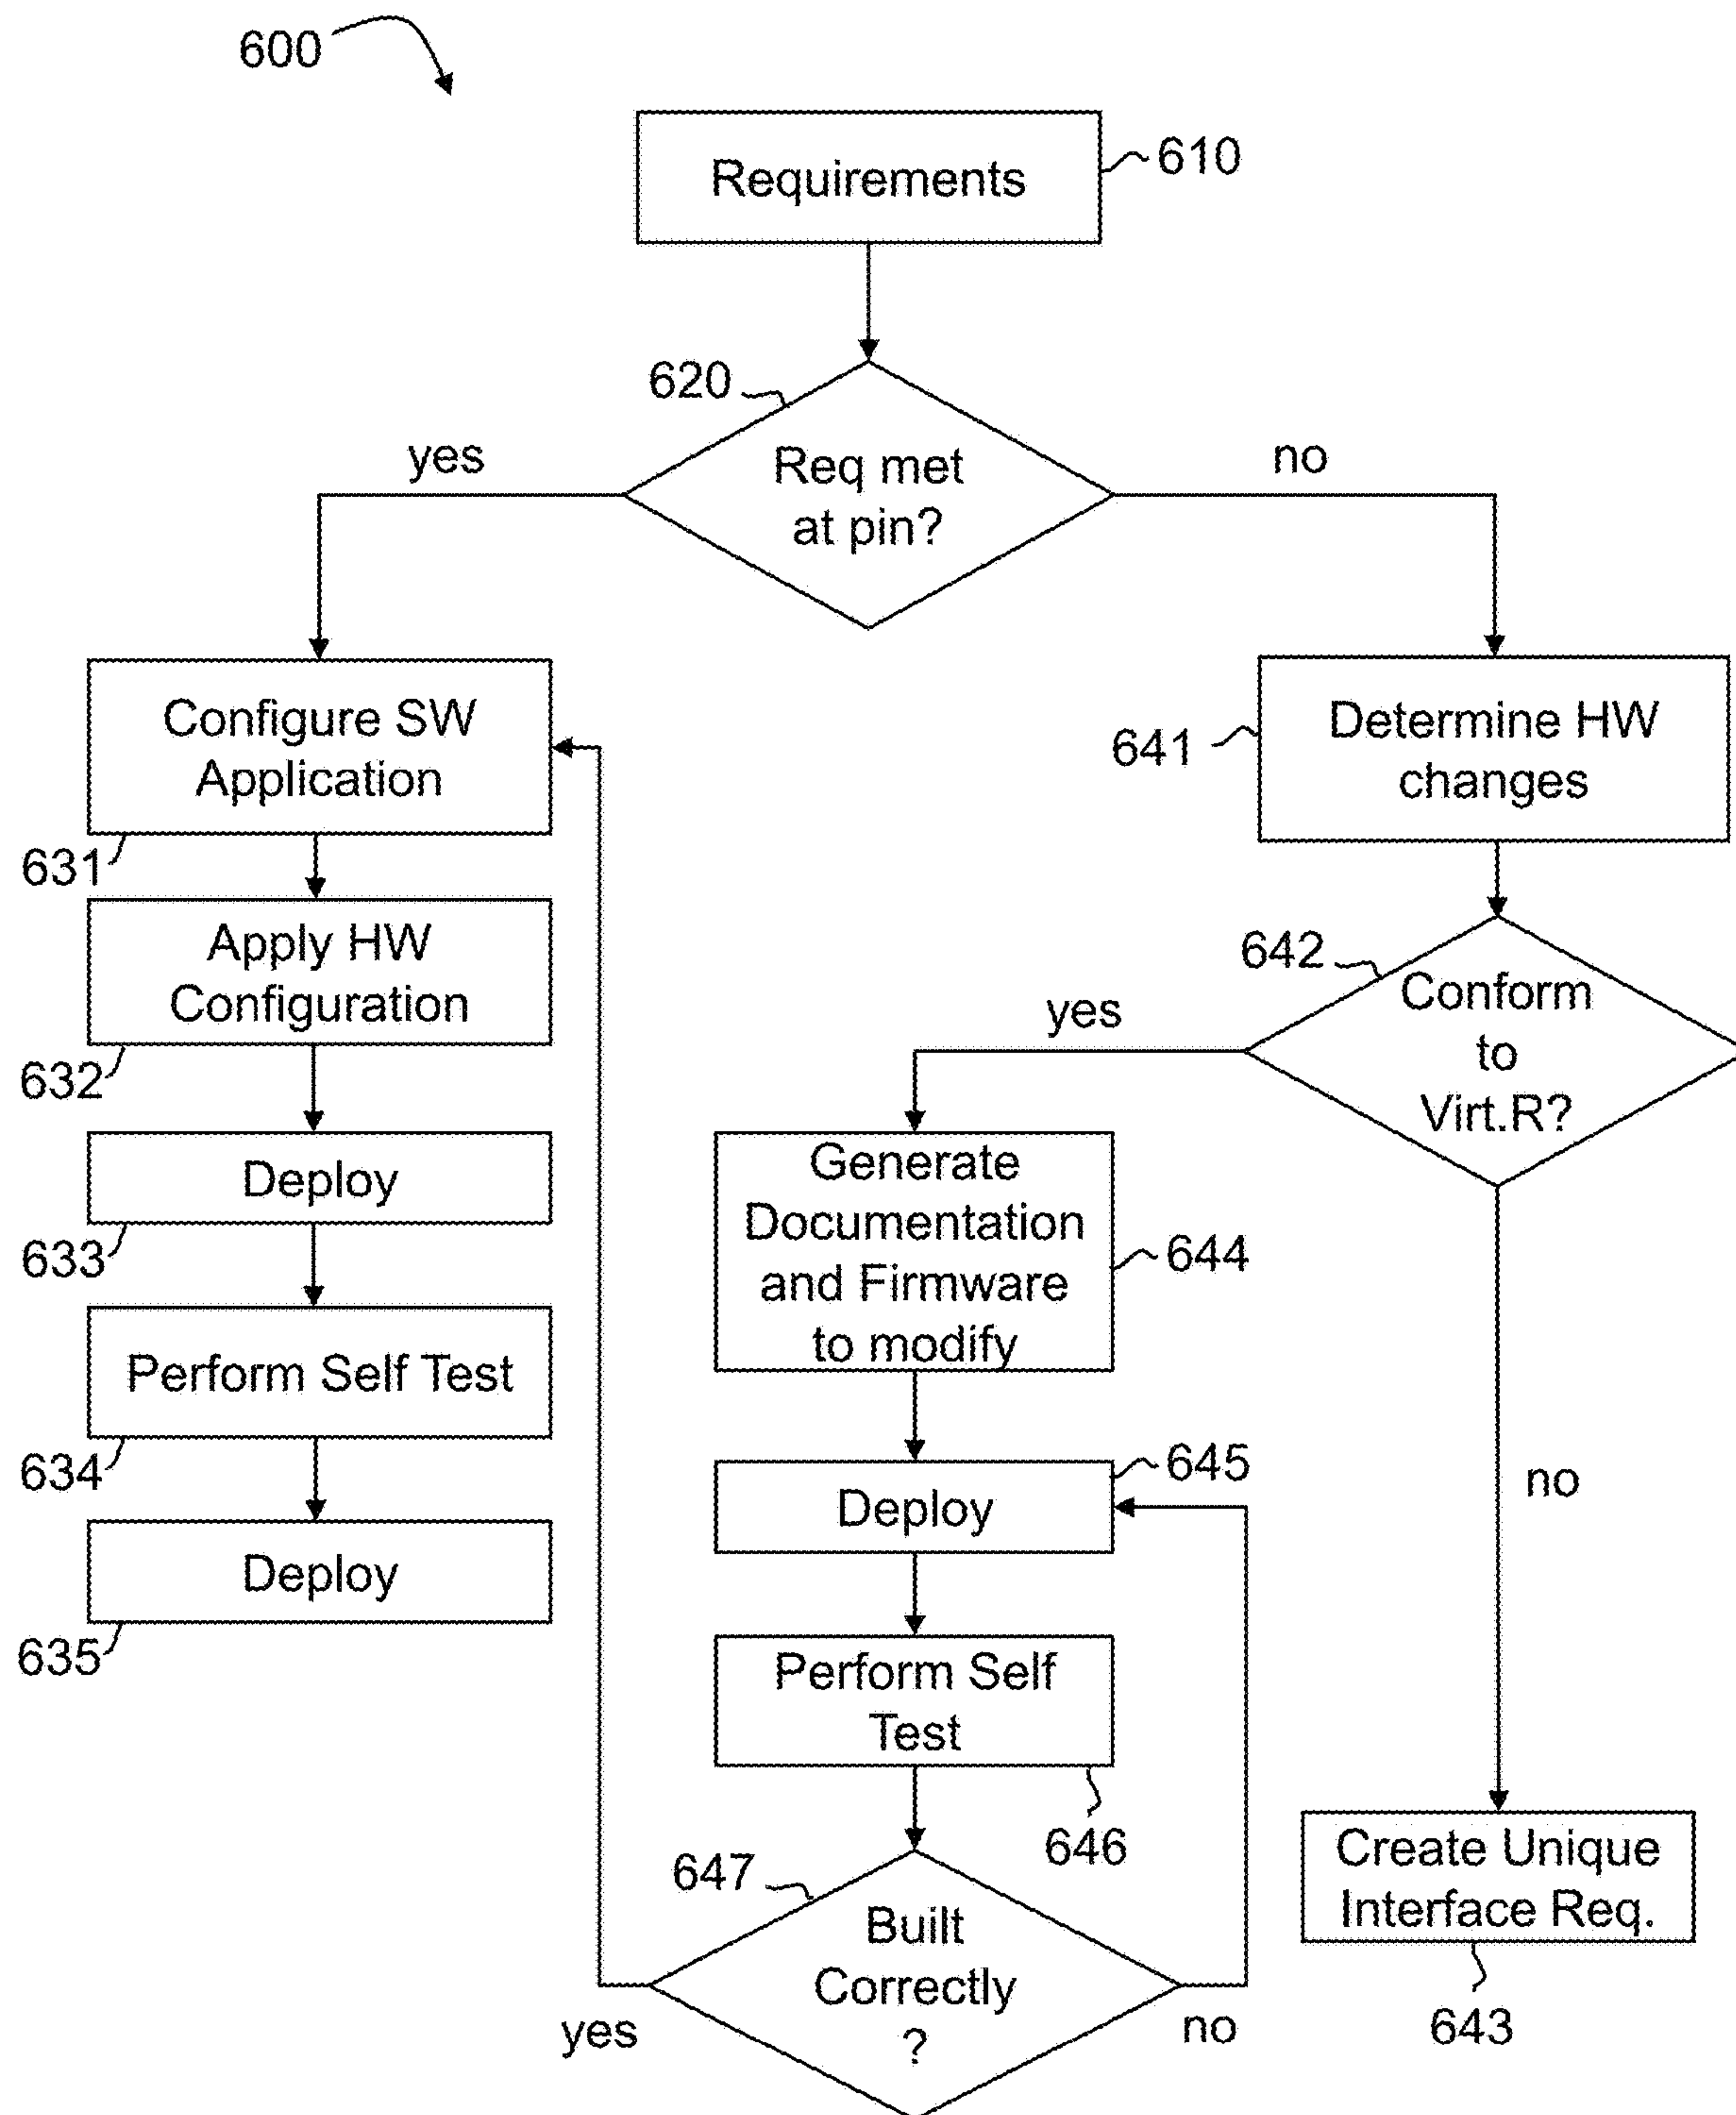 600
Requirements
610
620
Req met
at pin?
yes
no
Configure SW
Application
631
Determine HW
changes
641
Apply HW
Configuration
632
642
Conform
to
Virt.R?
yes
no
Deploy
633
Generate
Documentation
and Firmware
to modify
644
Perform Self Test
634
Deploy
645
Deploy
635
Perform Self
Test
646
647
Built
Correctly
?
yes
no
Create Unique
Interface Req.
643